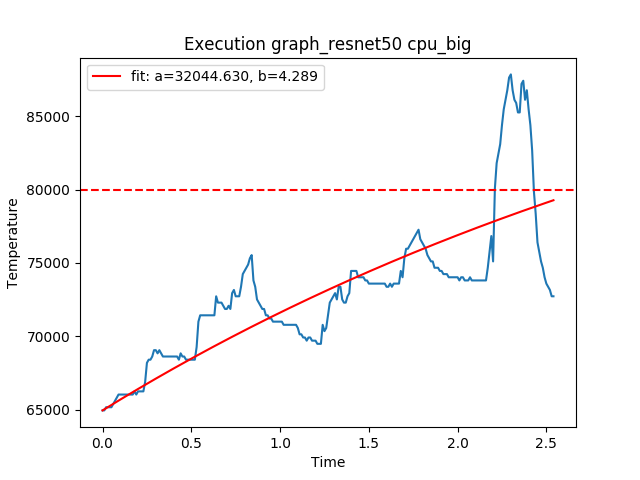 Execution graph_resnet50 cpu_big
fit: a=32044.630, b=4.289
85000
80000
75000
70000
65000
Temperature
0.0 0.5 1.0 1.5 2.0 2.5
Time